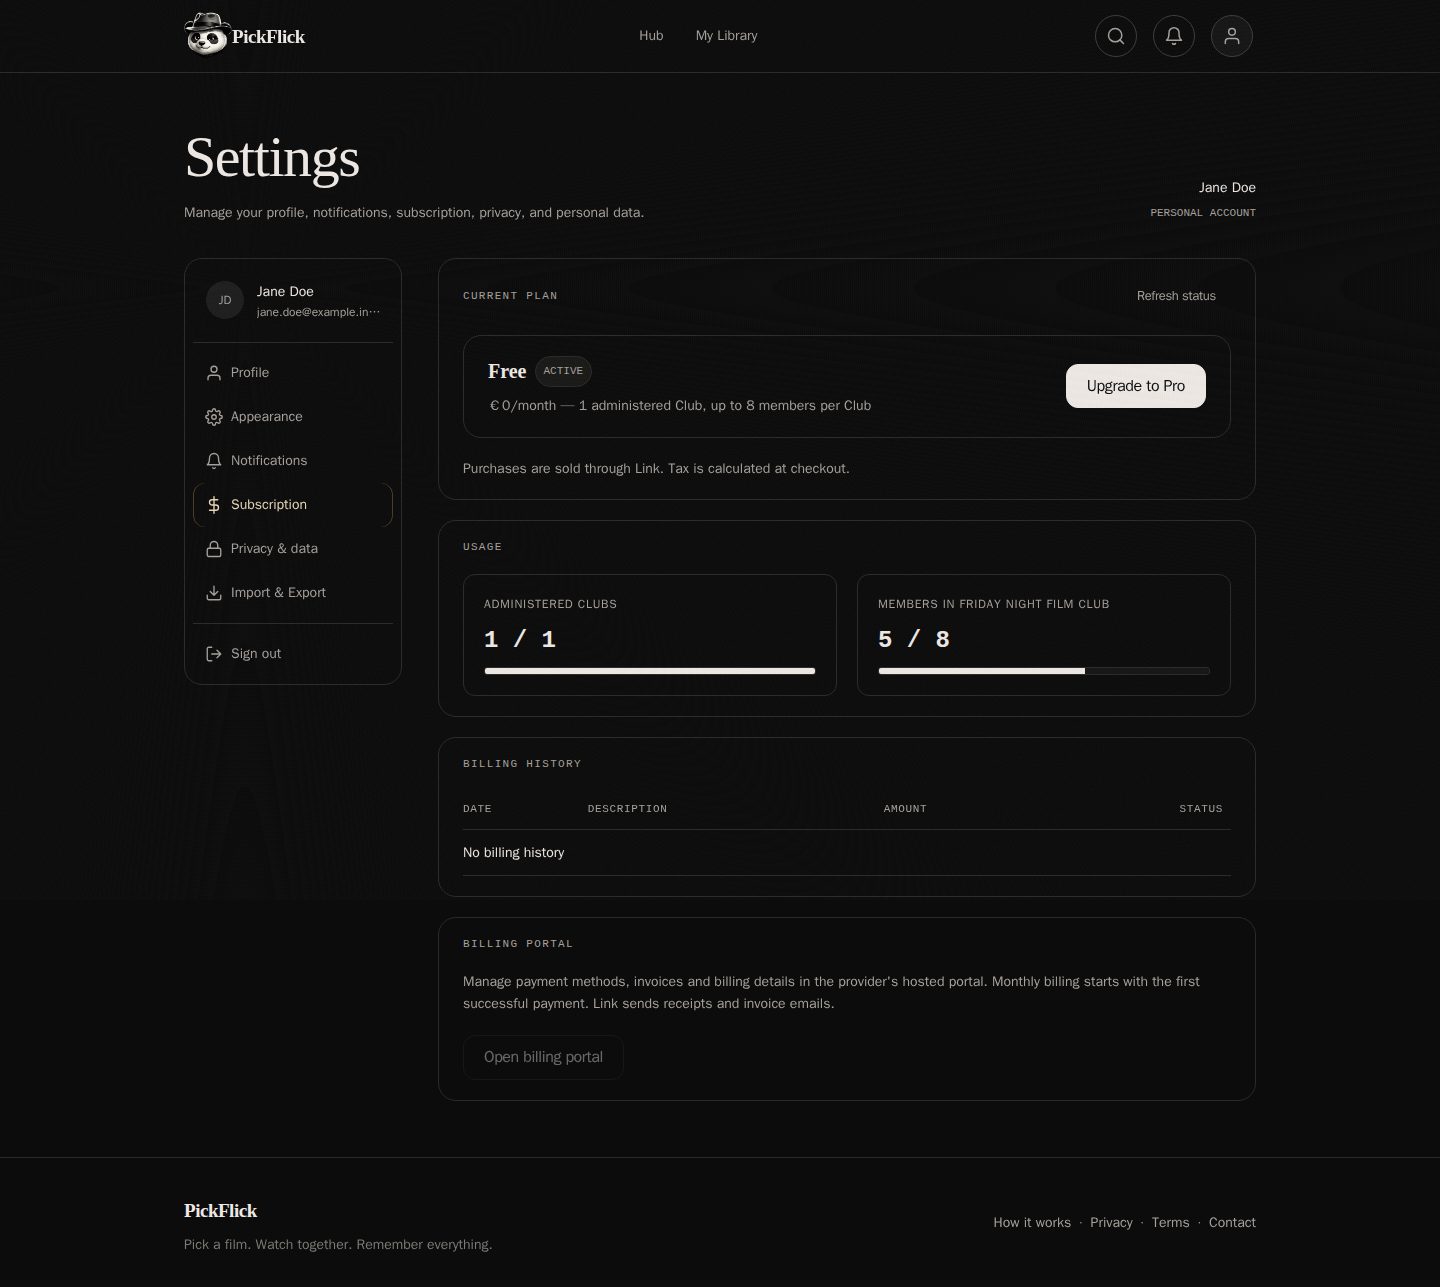 PickFlick
Hub
My Library
Settings
Manage your profile, notifications, subscription, privacy, and personal data.
Jane Doe
PERSONAL ACCOUNT
JD
Jane Doe
jane.doe@example.in···
Profile
Appearance
Notifications
Subscription
Privacy & data
Import & Export
Sign out
CURRENT PLAN
Refresh status
Free
ACTIVE
€0/month — 1 administered Club, up to 8 members per Club
Upgrade to Pro
Purchases are sold through Link. Tax is calculated at checkout.
USAGE
ADMINISTERED CLUBS
1 / 1
MEMBERS IN FRIDAY NIGHT FILM CLUB
5 / 8
BILLING HISTORY
DATE DESCRIPTION AMOUNT STATUS
No billing history
BILLING PORTAL
Manage payment methods, invoices and billing details in the provider's hosted portal. Monthly billing starts with the first
successful payment. Link sends receipts and invoice emails.
Open billing portal
PickFlick
Pick a film. Watch together. Remember everything.
How it works · Privacy · Terms · Contact